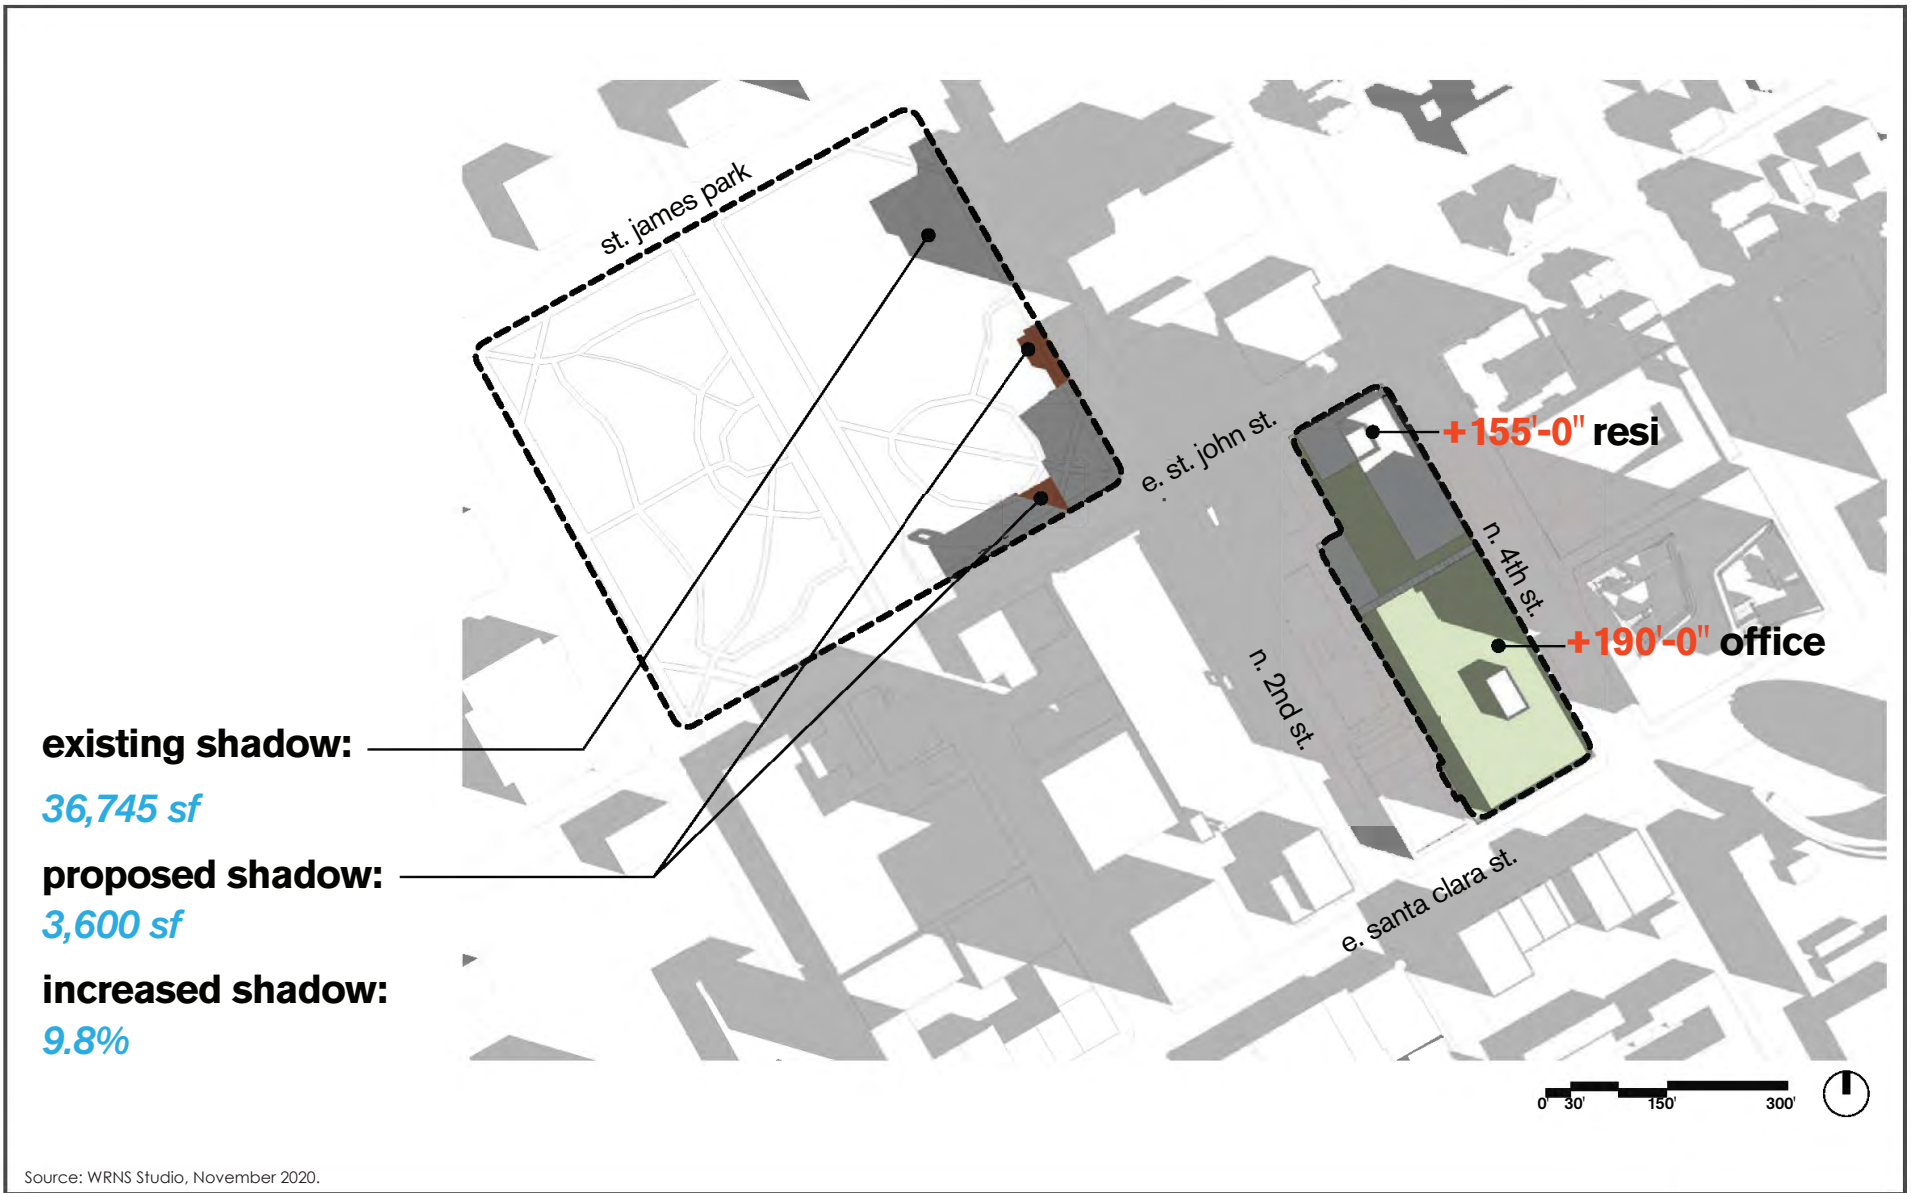 st. james park
e. st. john st.
+155'-0" resi
n. 4th st.
+190'-0" office
n. 2nd st.
e. santa clara st.
existing shadow:
36,745 sf
proposed shadow:
3,600 sf
increased shadow:
9.8%
0' 30' 150' 300'
Source: WRNS Studio, November 2020.